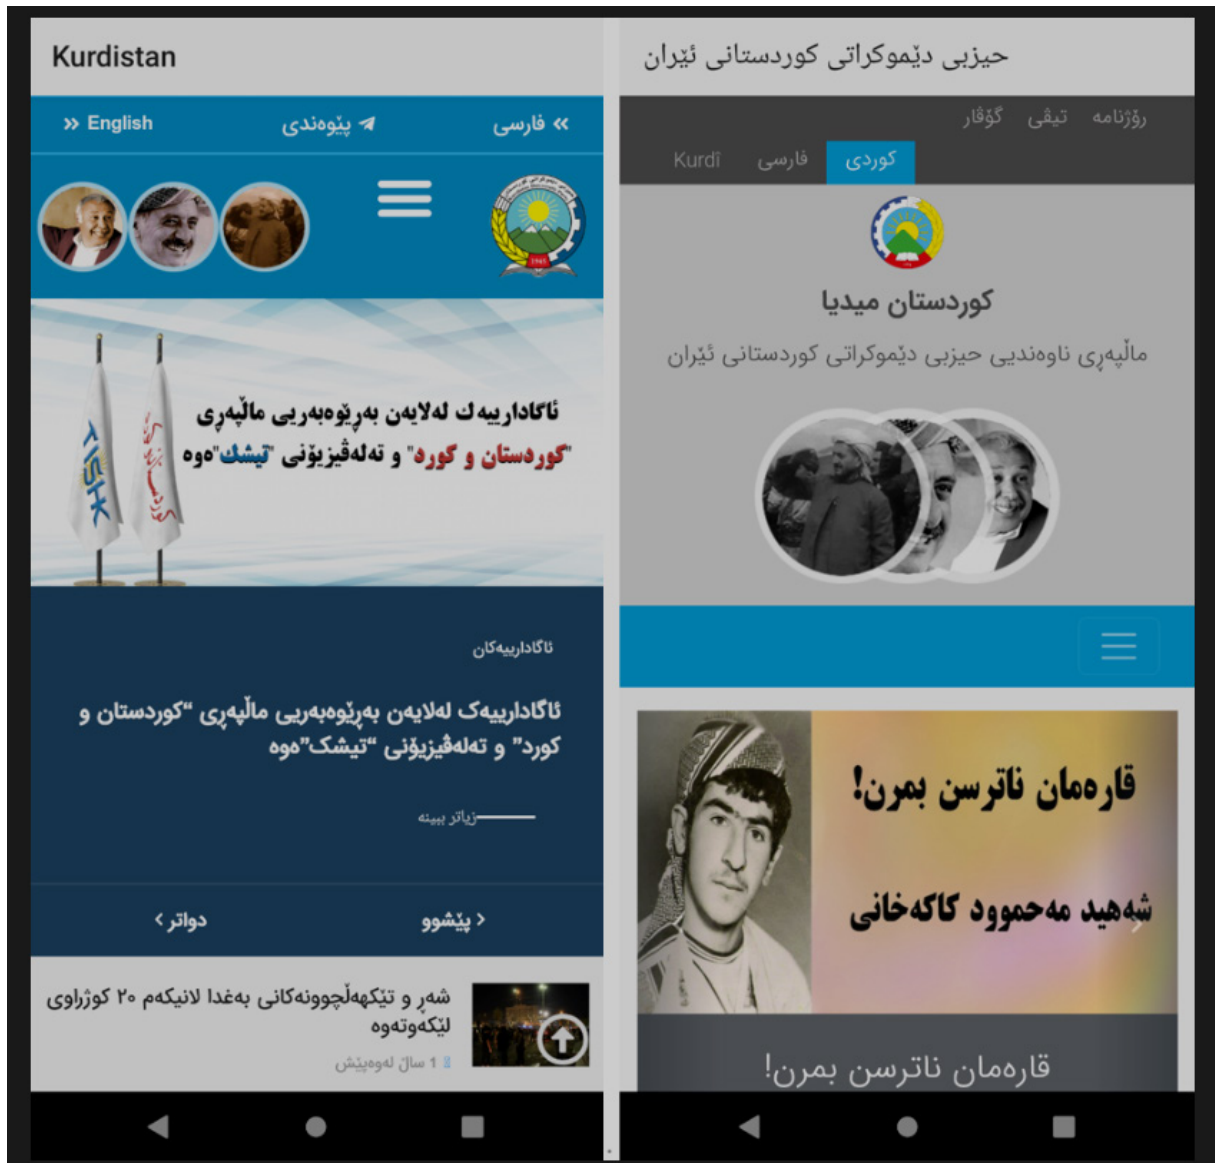 Kurdistan
» English
پێوەندی
« فارسی
1945
TISHK
ئاگادارییەک لەلایەن بەڕێوەبەریی ماڵپەڕی
"کوردستان و کورد" و تەلەڤیزیۆنی "تیشک"ەوە
ئاگادارییەکان
ئاگادارییەک لەلایەن بەڕێوەبەریی ماڵپەڕی “کوردستان و
کورد” و تەلەڤیزیۆنی “تیشک”ەوە
زیاتر ببینە
‹ پێشوو
دواتر ›
شەڕ و تێکهەڵچوونەکانی بەغدا لانیکەم ٢٠ کوژراوی
لێکەوتەوە
1 ساڵ لەوەپێش
حیزبی دێموکراتی کوردستانی ئێران
رۆژنامە تیڤی گۆڤار
کوردی فارسی Kurdî
کوردستان میدیا
ماڵپەڕی ناوەندیی حیزبی دێموکراتی کوردستانی ئێران
قارەمان ناترسن بمرن!
شەهید مەحموود کاکەخانی
قارەمان ناترسن بمرن!